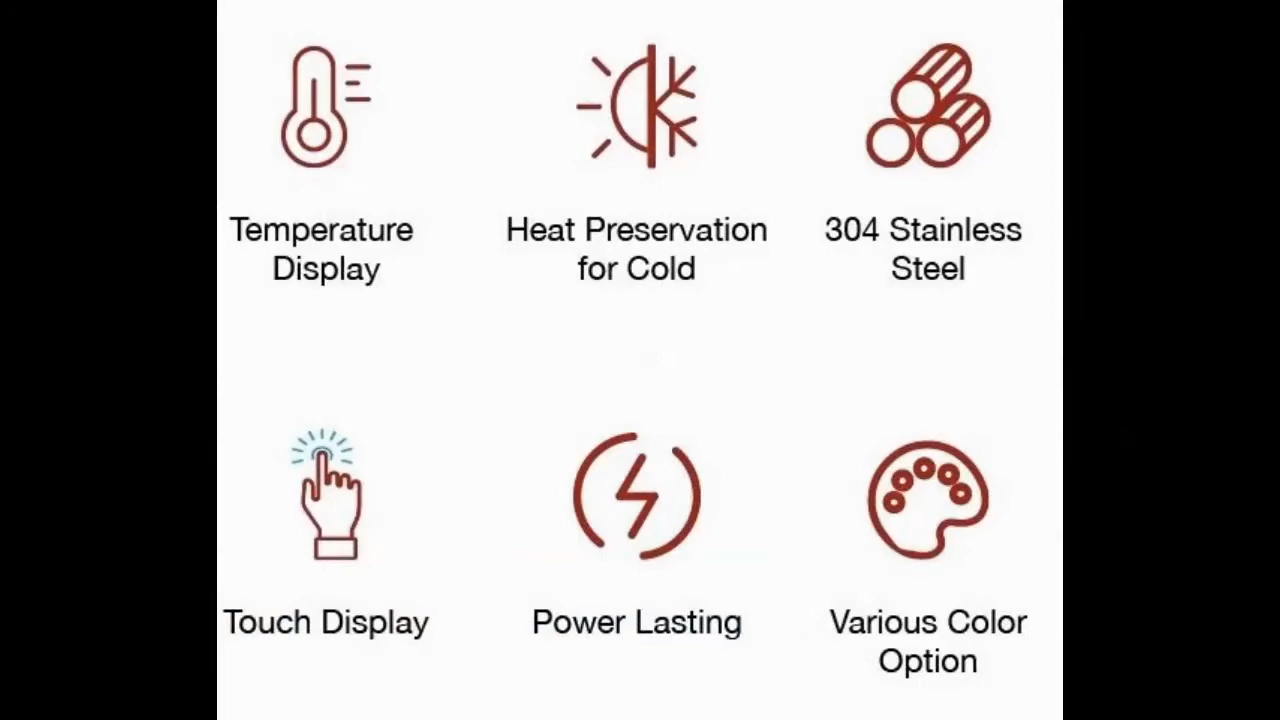 Temperature
Display
Heat Preservation
for Cold
304 Stainless
Steel
Touch Display
Power Lasting
Various Color
Option